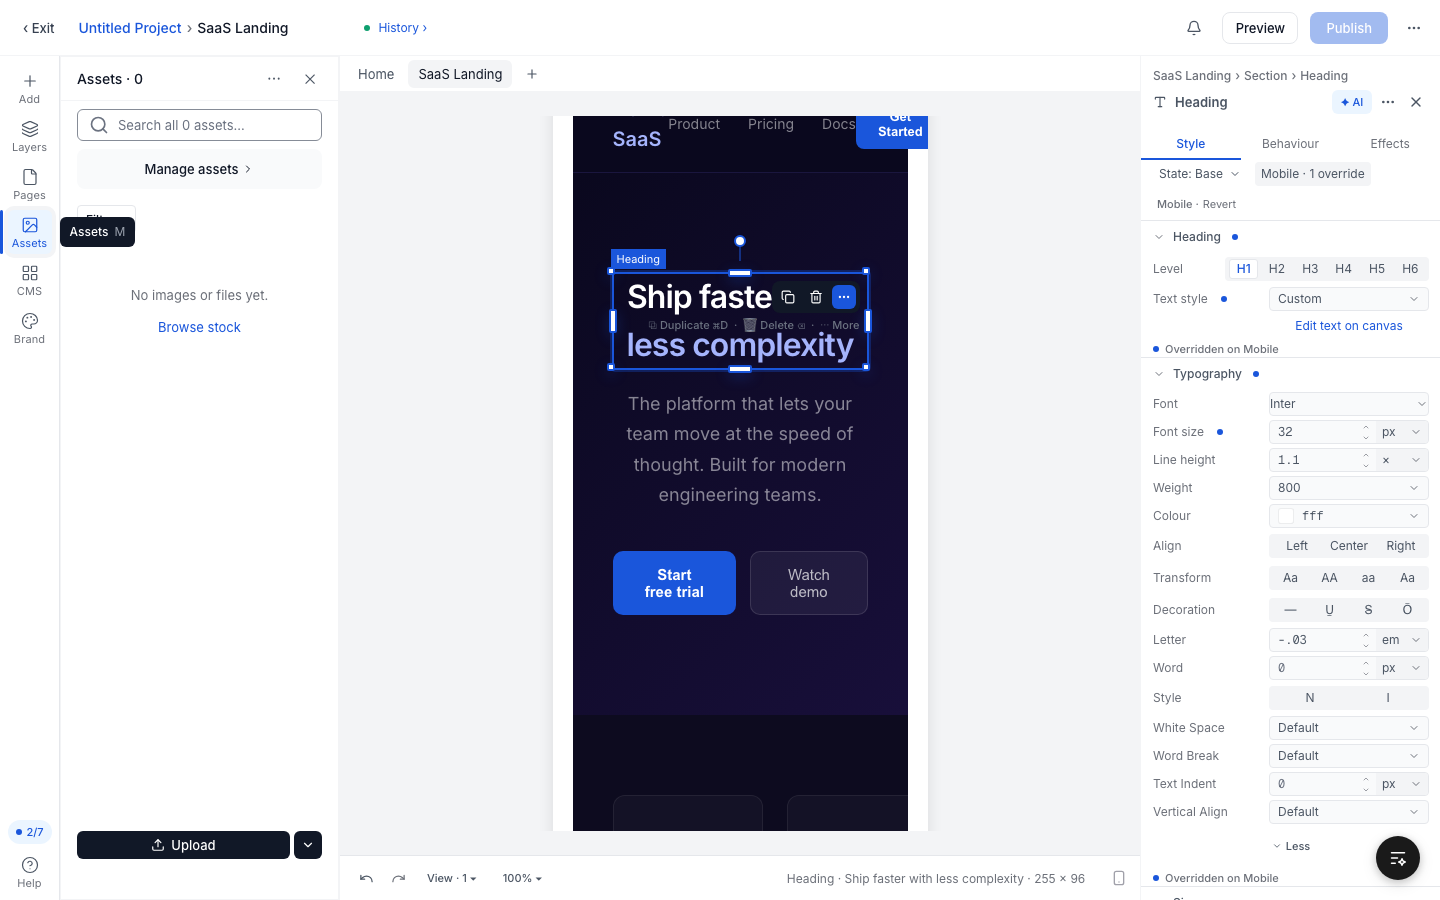 ‹ Exit
Untitled Project › SaaS Landing
History ›
Preview
Publish
Add
Layers
Pages
Assets
CMS
Brand
2/7
Help
Assets · 0
Search all 0 assets...
Manage assets ›
Assets M
No images or files yet.
Browse stock
Upload
Home
SaaS Landing
SaaS
Product
Pricing
Docs
Get
Started
Heading
Ship faste
Duplicate ⌘D · Delete ⌫ · ··· More
less complexity
The platform that lets your
team move at the speed of
thought. Built for modern
engineering teams.
Start
free trial
Watch
demo
View · 1
100%
Heading · Ship faster with less complexity · 255 × 96
SaaS Landing › Section › Heading
Heading
AI
Style
Behaviour
Effects
State: Base
Mobile · 1 override
Mobile · Revert
Heading
Level
H1 H2 H3 H4 H5 H6
Text style
Custom
Edit text on canvas
Overridden on Mobile
Typography
Font
Inter
Font size
32
px
Line height
1.1
×
Weight
800
Colour
fff
Align
Left Center Right
Transform
Aa AA aa Aa
Decoration
— U S O
Letter
-.03
em
Word
0
px
Style
N I
White Space
Default
Word Break
Default
Text Indent
0
px
Vertical Align
Default
Less
Overridden on Mobile